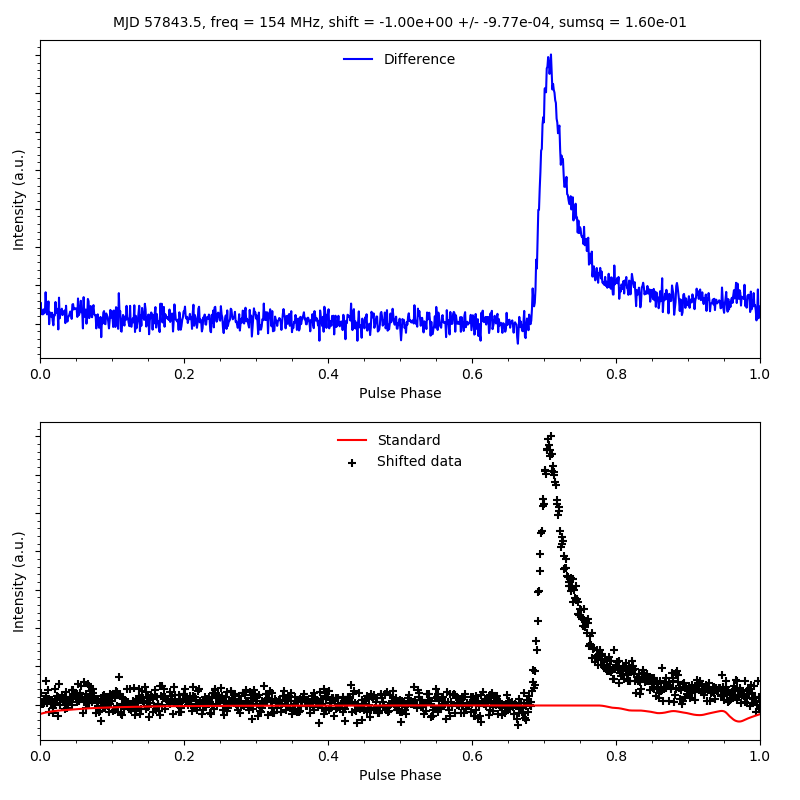 MJD 57843.5, freq = 154 MHz, shift = -1.00e+00 +/- -9.77e-04, sumsq = 1.60e-01
Difference
Intensity (a.u.)
0.0 0.2 0.4 0.6 0.8 1.0
Pulse Phase
Standard
Shifted data
Intensity (a.u.)
0.0 0.2 0.4 0.6 0.8 1.0
Pulse Phase